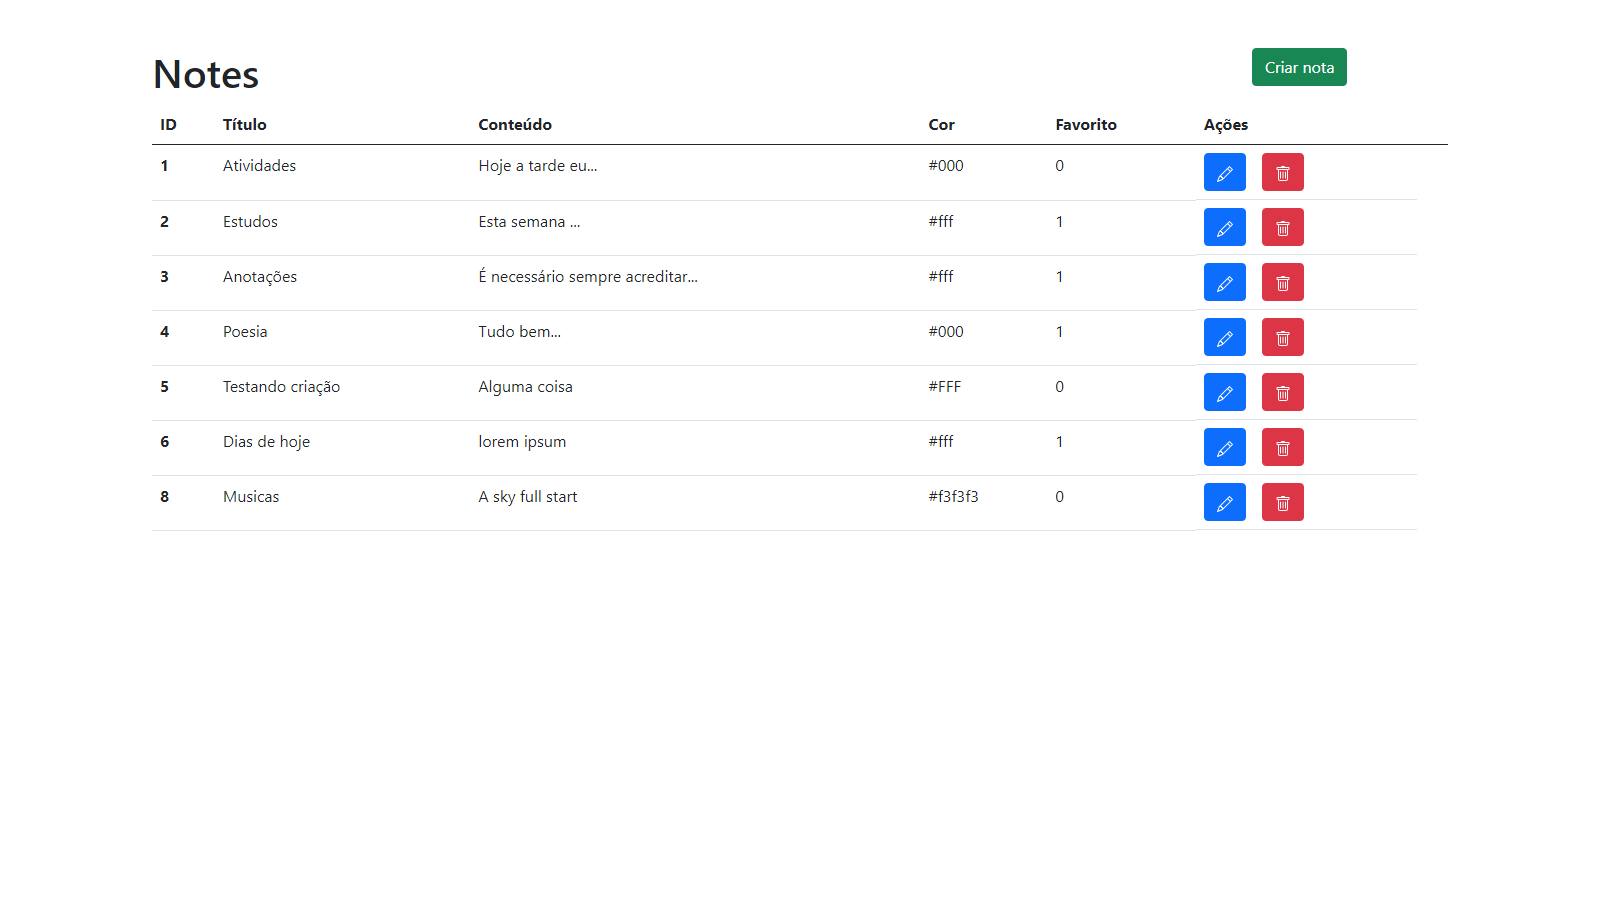 Notes
Criar nota
ID Título Conteúdo Cor Favorito Ações
1 Atividades Hoje a tarde eu... #000 0
2 Estudos Esta semana ... #fff 1
3 Anotações É necessário sempre acreditar... #fff 1
4 Poesia Tudo bem... #000 1
5 Testando criação Alguma coisa #FFF 0
6 Dias de hoje lorem ipsum #fff 1
8 Musicas A sky full start #f3f3f3 0